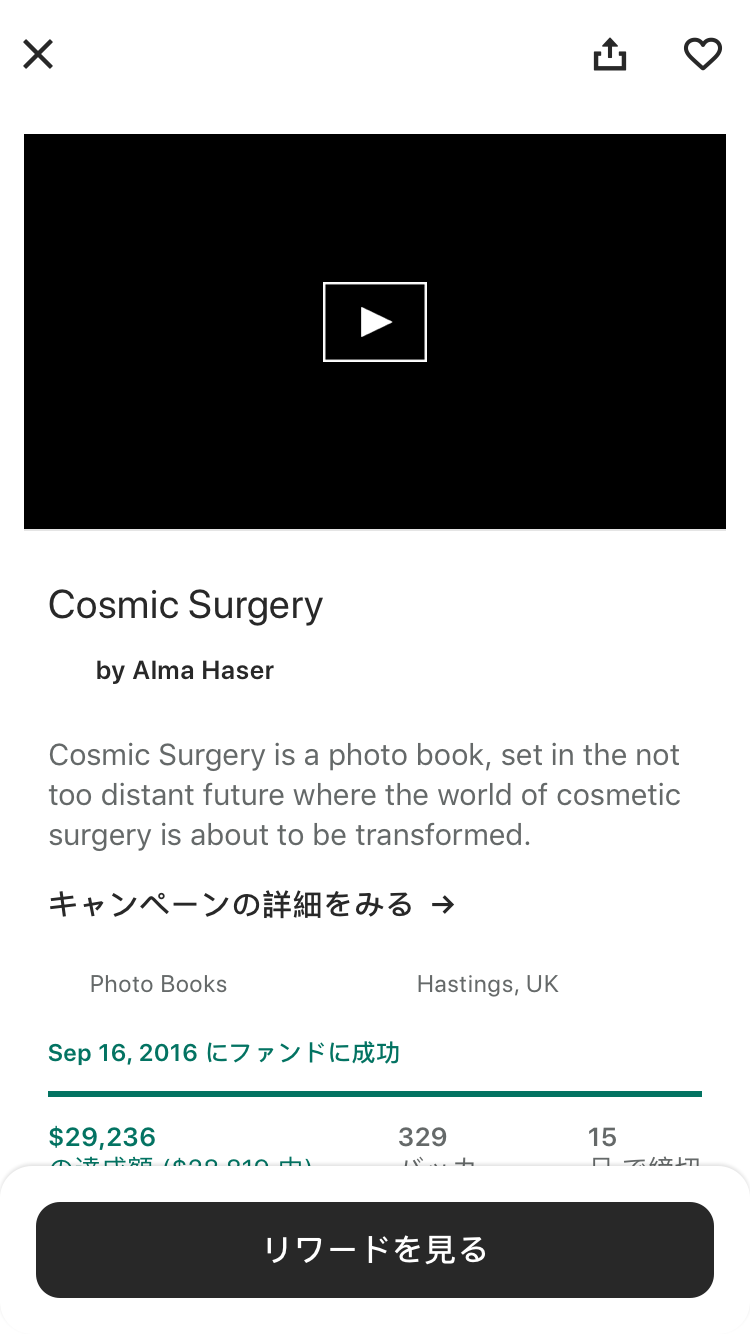 Cosmic Surgery
by Alma Haser
Cosmic Surgery is a photo book, set in the not
too distant future where the world of cosmetic
surgery is about to be transformed.
キャンペーンの詳細をみる →
Photo Books
Hastings, UK
Sep 16, 2016 にファンドに成功
$29,236
329
15
リワードを見る